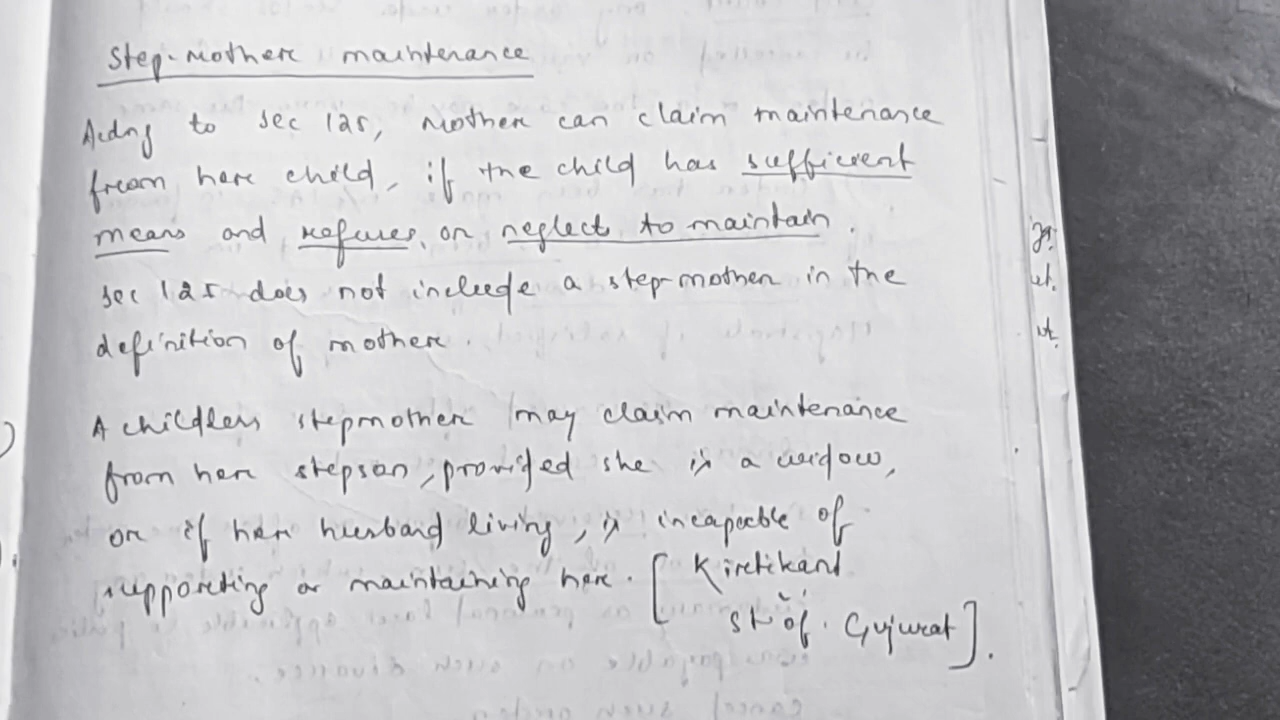 Step-Mother maintenance
Acdng to sec 125, Mother can claim maintenance
from her child, if the child has sufficient
means and refuses or neglect to maintain.
Sec 125 does not include a step-mother in the
definition of mother.
A childless stepmother may claim maintenance
from her stepson, provided she is a widow,
or if her husband living, is incapable of
supporting or maintaining her. [Kirtikant
v. St of Gujurat].